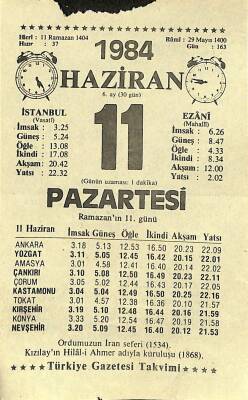 Hicrî : 11 Ramazan 1404
Hızır : 37
Rûmî : 29 Mayıs 1400
Gün : 163
1984
HAZİRAN
6. ay (30 gün)
İSTANBUL
(Vasatî)
İmsak : 3.25
Güneş : 5.24
Öğle : 13.08
İkindi : 17.08
Akşam : 20.42
Yatsı : 22.32
11
EZÂNÎ
(Mahallî)
İmsak : 6.26
Güneş : 8.47
Öğle : 4.33
İkindi : 8.34
Akşam : 12.00
Yatsı : 2.02
(Günün uzaması: 1 dakika)
PAZARTESİ
Ramazan'ın 11. günü
11 Haziran İmsak Güneş Öğle İkindi Akşam Yatsı
ANKARA 3.18 5.13 12.53 16.50 20.23 22.09
YOZGAT 3.11 5.05 12.45 16.42 20.15 22.01
AMASYA 3.01 4.58 12.41 16.40 20.14 22.02
ÇANKIRI 3.10 5.08 12.50 16.49 20.23 22.11
ÇORUM 3.05 5.02 12.44 16.43 20.18
KASTAMONU 3.04 5.04 12.49 16.50 20.25 22.16
TOKAT 3.01 4.57 12.38 16.36 20.10 21.57
KIRŞEHİR 3.19 5.10 12.48 16.44 20.16 21.59
KONYA 3.33 5.20 12.54 16.47 20.19 21.58
NEVŞEHİR 3.20 5.09 12.45 16.40 20.12 21.53
Ordumuzun İran seferi (1534).
Kızılay'ın Hilâl-i Ahmer adıyla kuruluşu (1868).
★★★★ Türkiye Gazetesi Takvimi ★★★★